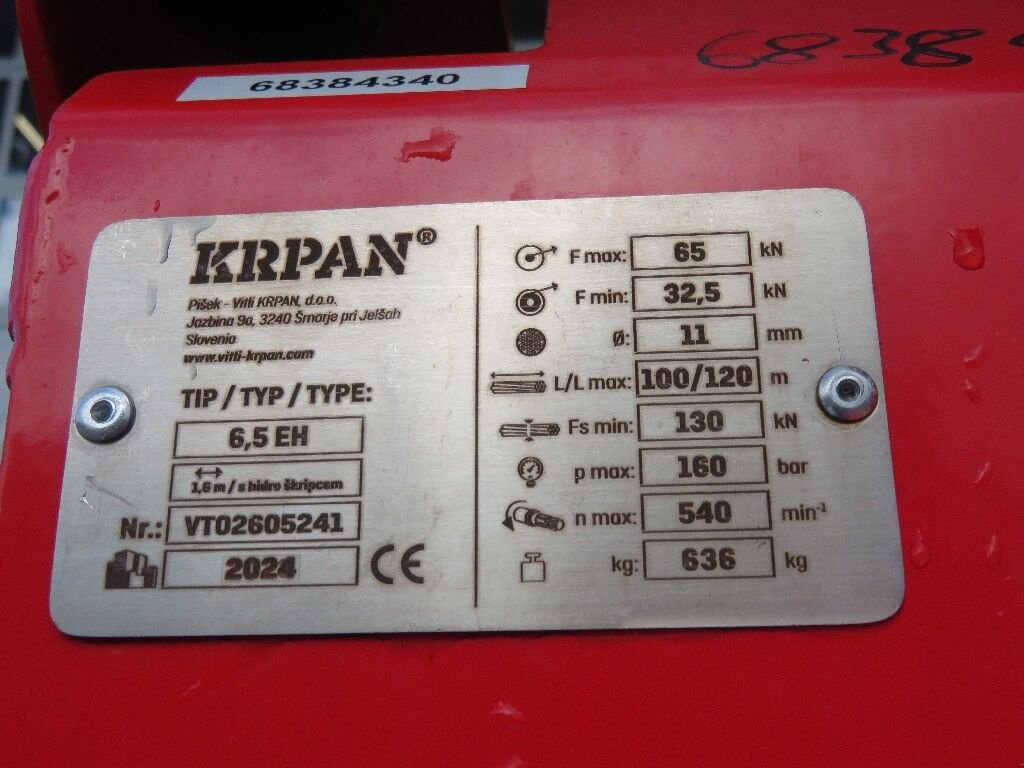 68384340
6838
KRPAN®
Pišek - Vitli KRPAN, d.o.o.
Jazbina 9a, 3240 Šmarje pri Jelšah
Slovenia
www.vitli-krpan.com
TIP / TYP / TYPE:
6,5 EH
1,6 m / s hidro škripcem
Nr.: VT02605241
2024 CE
F max: 65 kN
F min: 32,5 kN
Ø: 11 mm
L/L max: 100/120 m
Fs min: 130 kN
p max: 160 bar
n max: 540 min⁻¹
kg: 636 kg